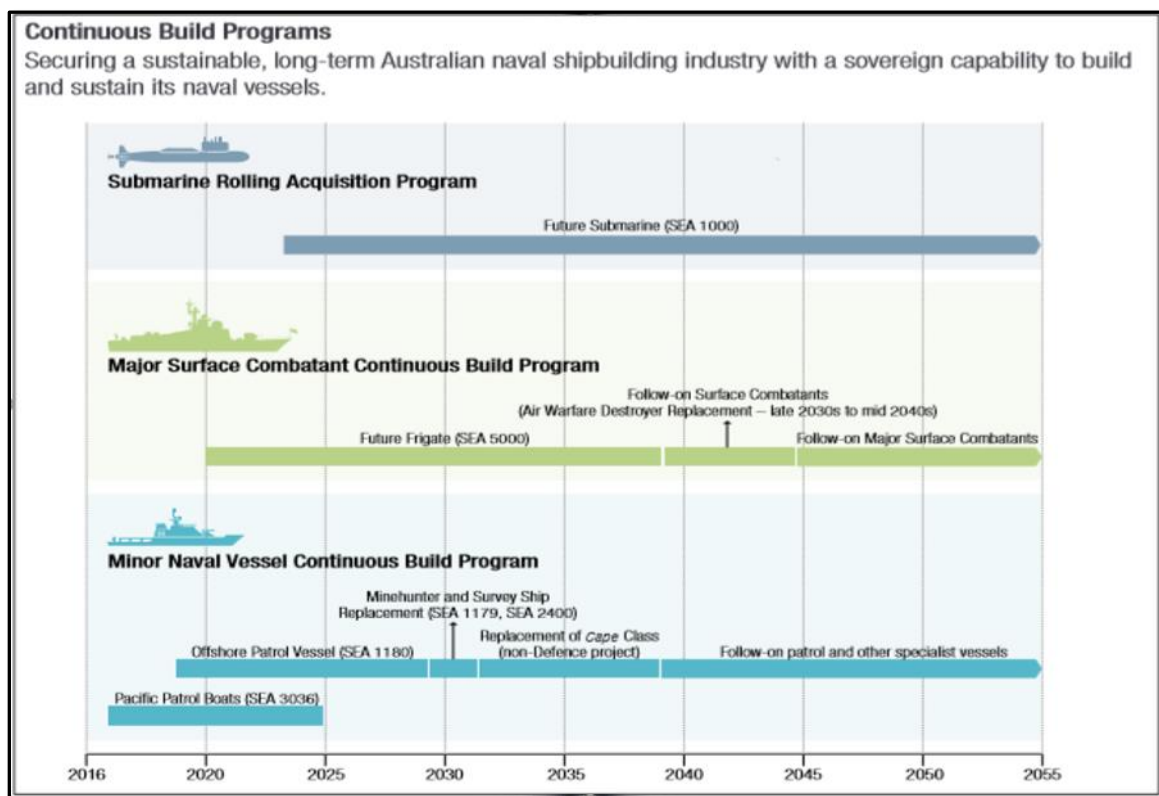 Continuous Build Programs
Securing a sustainable, long-term Australian naval shipbuilding industry with a sovereign capability to build
and sustain its naval vessels.
Submarine Rolling Acquisition Program
Future Submarine (SEA 1000)
Major Surface Combatant Continuous Build Program
Follow-on Surface Combatants
(Air Warfare Destroyer Replacement – late 2030s to mid 2040s)
Future Frigate (SEA 5000)
Follow-on Major Surface Combatants
Minor Naval Vessel Continuous Build Program
Minehunter and Survey Ship
Replacement (SEA 1179, SEA 2400)
Offshore Patrol Vessel (SEA 1180)
Replacement of Cape Class
(non-Defence project)
Follow-on patrol and other specialist vessels
Pacific Patrol Boats (SEA 3036)
2016 2020 2025 2030 2035 2040 2045 2050 2055